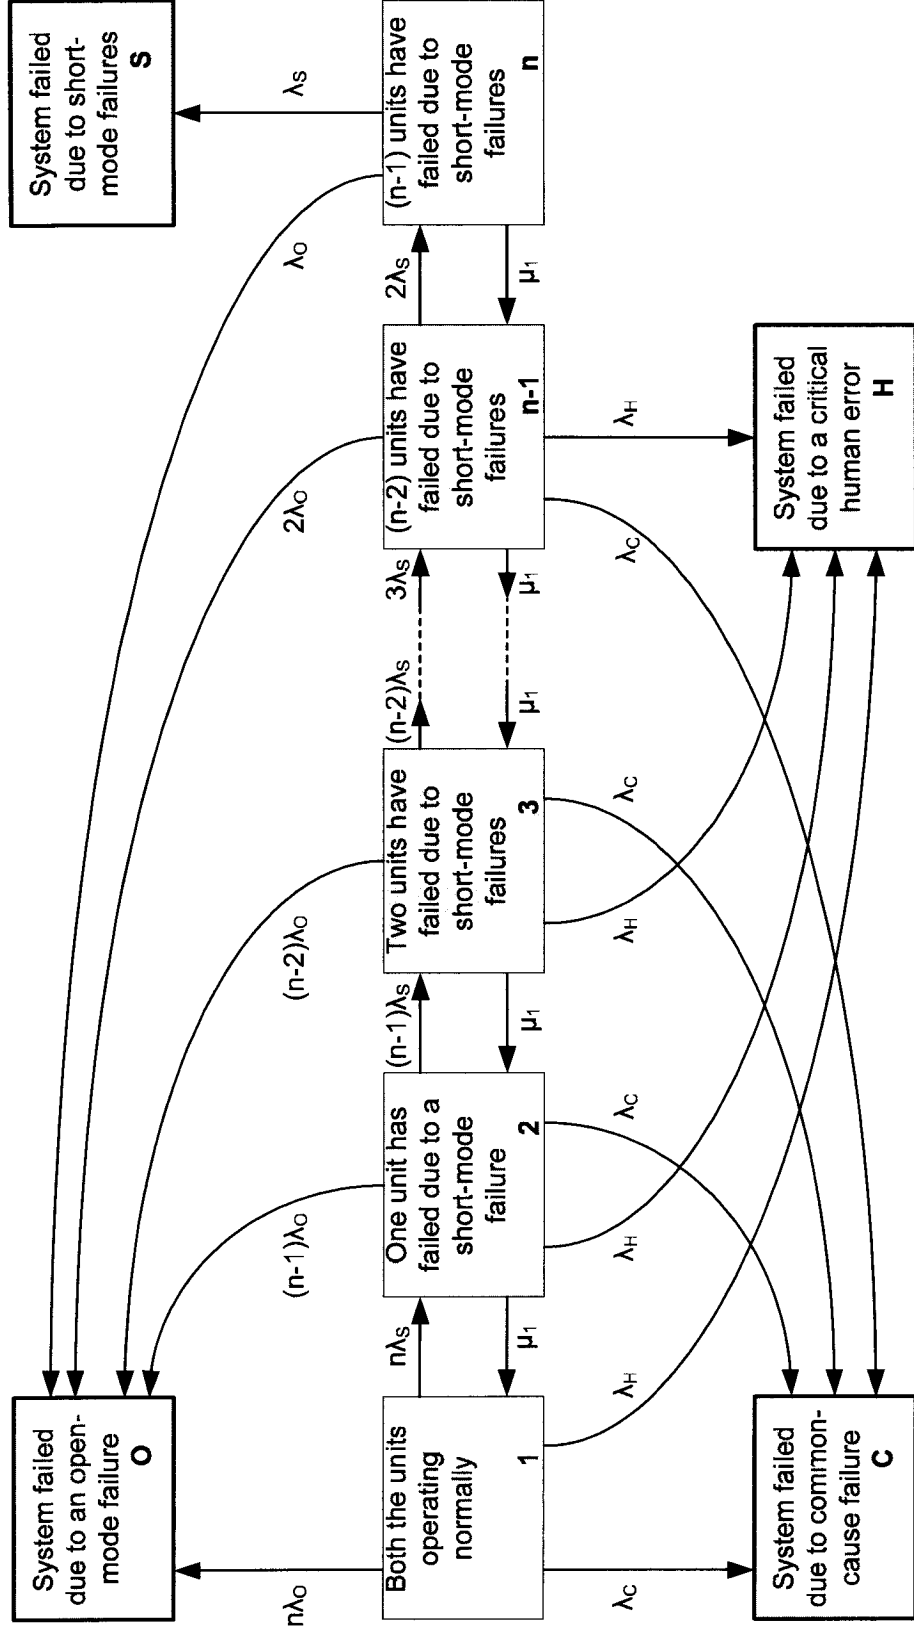 System failed
due to an open-
mode failure
O
System failed
due to short-
mode failures
S
nλO
(n-1)λO
(n-2)λO
2λO
λO
λS
Both the units
operating
normally
1
nλS
μ1
One unit has
failed due to a
short-mode
failure
2
(n-1)λS
μ1
Two units have
failed due to
short-mode
failures
3
(n-2)λS
3λS
μ1
μ1
(n-2) units have
failed due to
short-mode
failures
n-1
2λS
μ1
(n-1) units have
failed due to
short-mode
failures
n
λC
λH
λH
λC
λH
λC
λC
λH
System failed
due to common-
cause failure
C
System failed
due to a critical
human error
H